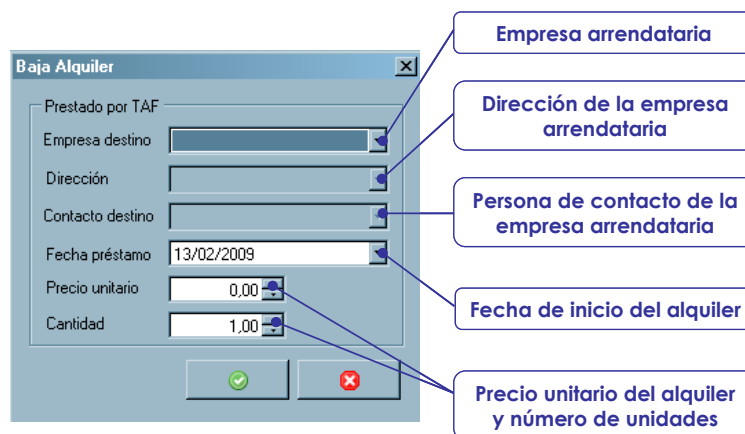 Baja Alquiler
Prestado por TAF
Empresa destino
Dirección
Contacto destino
Fecha préstamo 13/02/2009
Precio unitario 0,00
Cantidad 1,00
Empresa arrendataria
Dirección de la empresa
arrendataria
Persona de contacto de la
empresa arrendataria
Fecha de inicio del alquiler
Precio unitario del alquiler
y número de unidades